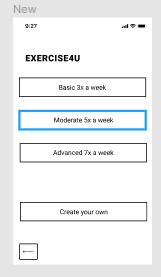 New
9:27
EXERCISE4U
Basic 3x a week
Moderate 5x a week
Advanced 7x a week
Create your own